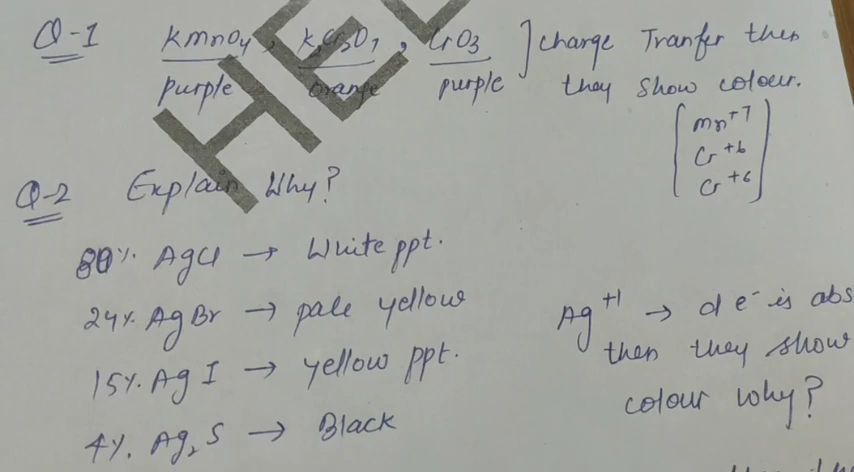 Q-1 KMnO4, K2Cr2O7, CrO3 ] charge Tranfer then
purple orange purple they show colour.
Mn+7
Cr+6
Cr+6
Q-2 Explain Why?
80% AgCl → White ppt.
24% AgBr → pale yellow
15% AgI → yellow ppt.
4% Ag2S → Black
Ag+1 → d e- is abs
then they show
colour why?
HE